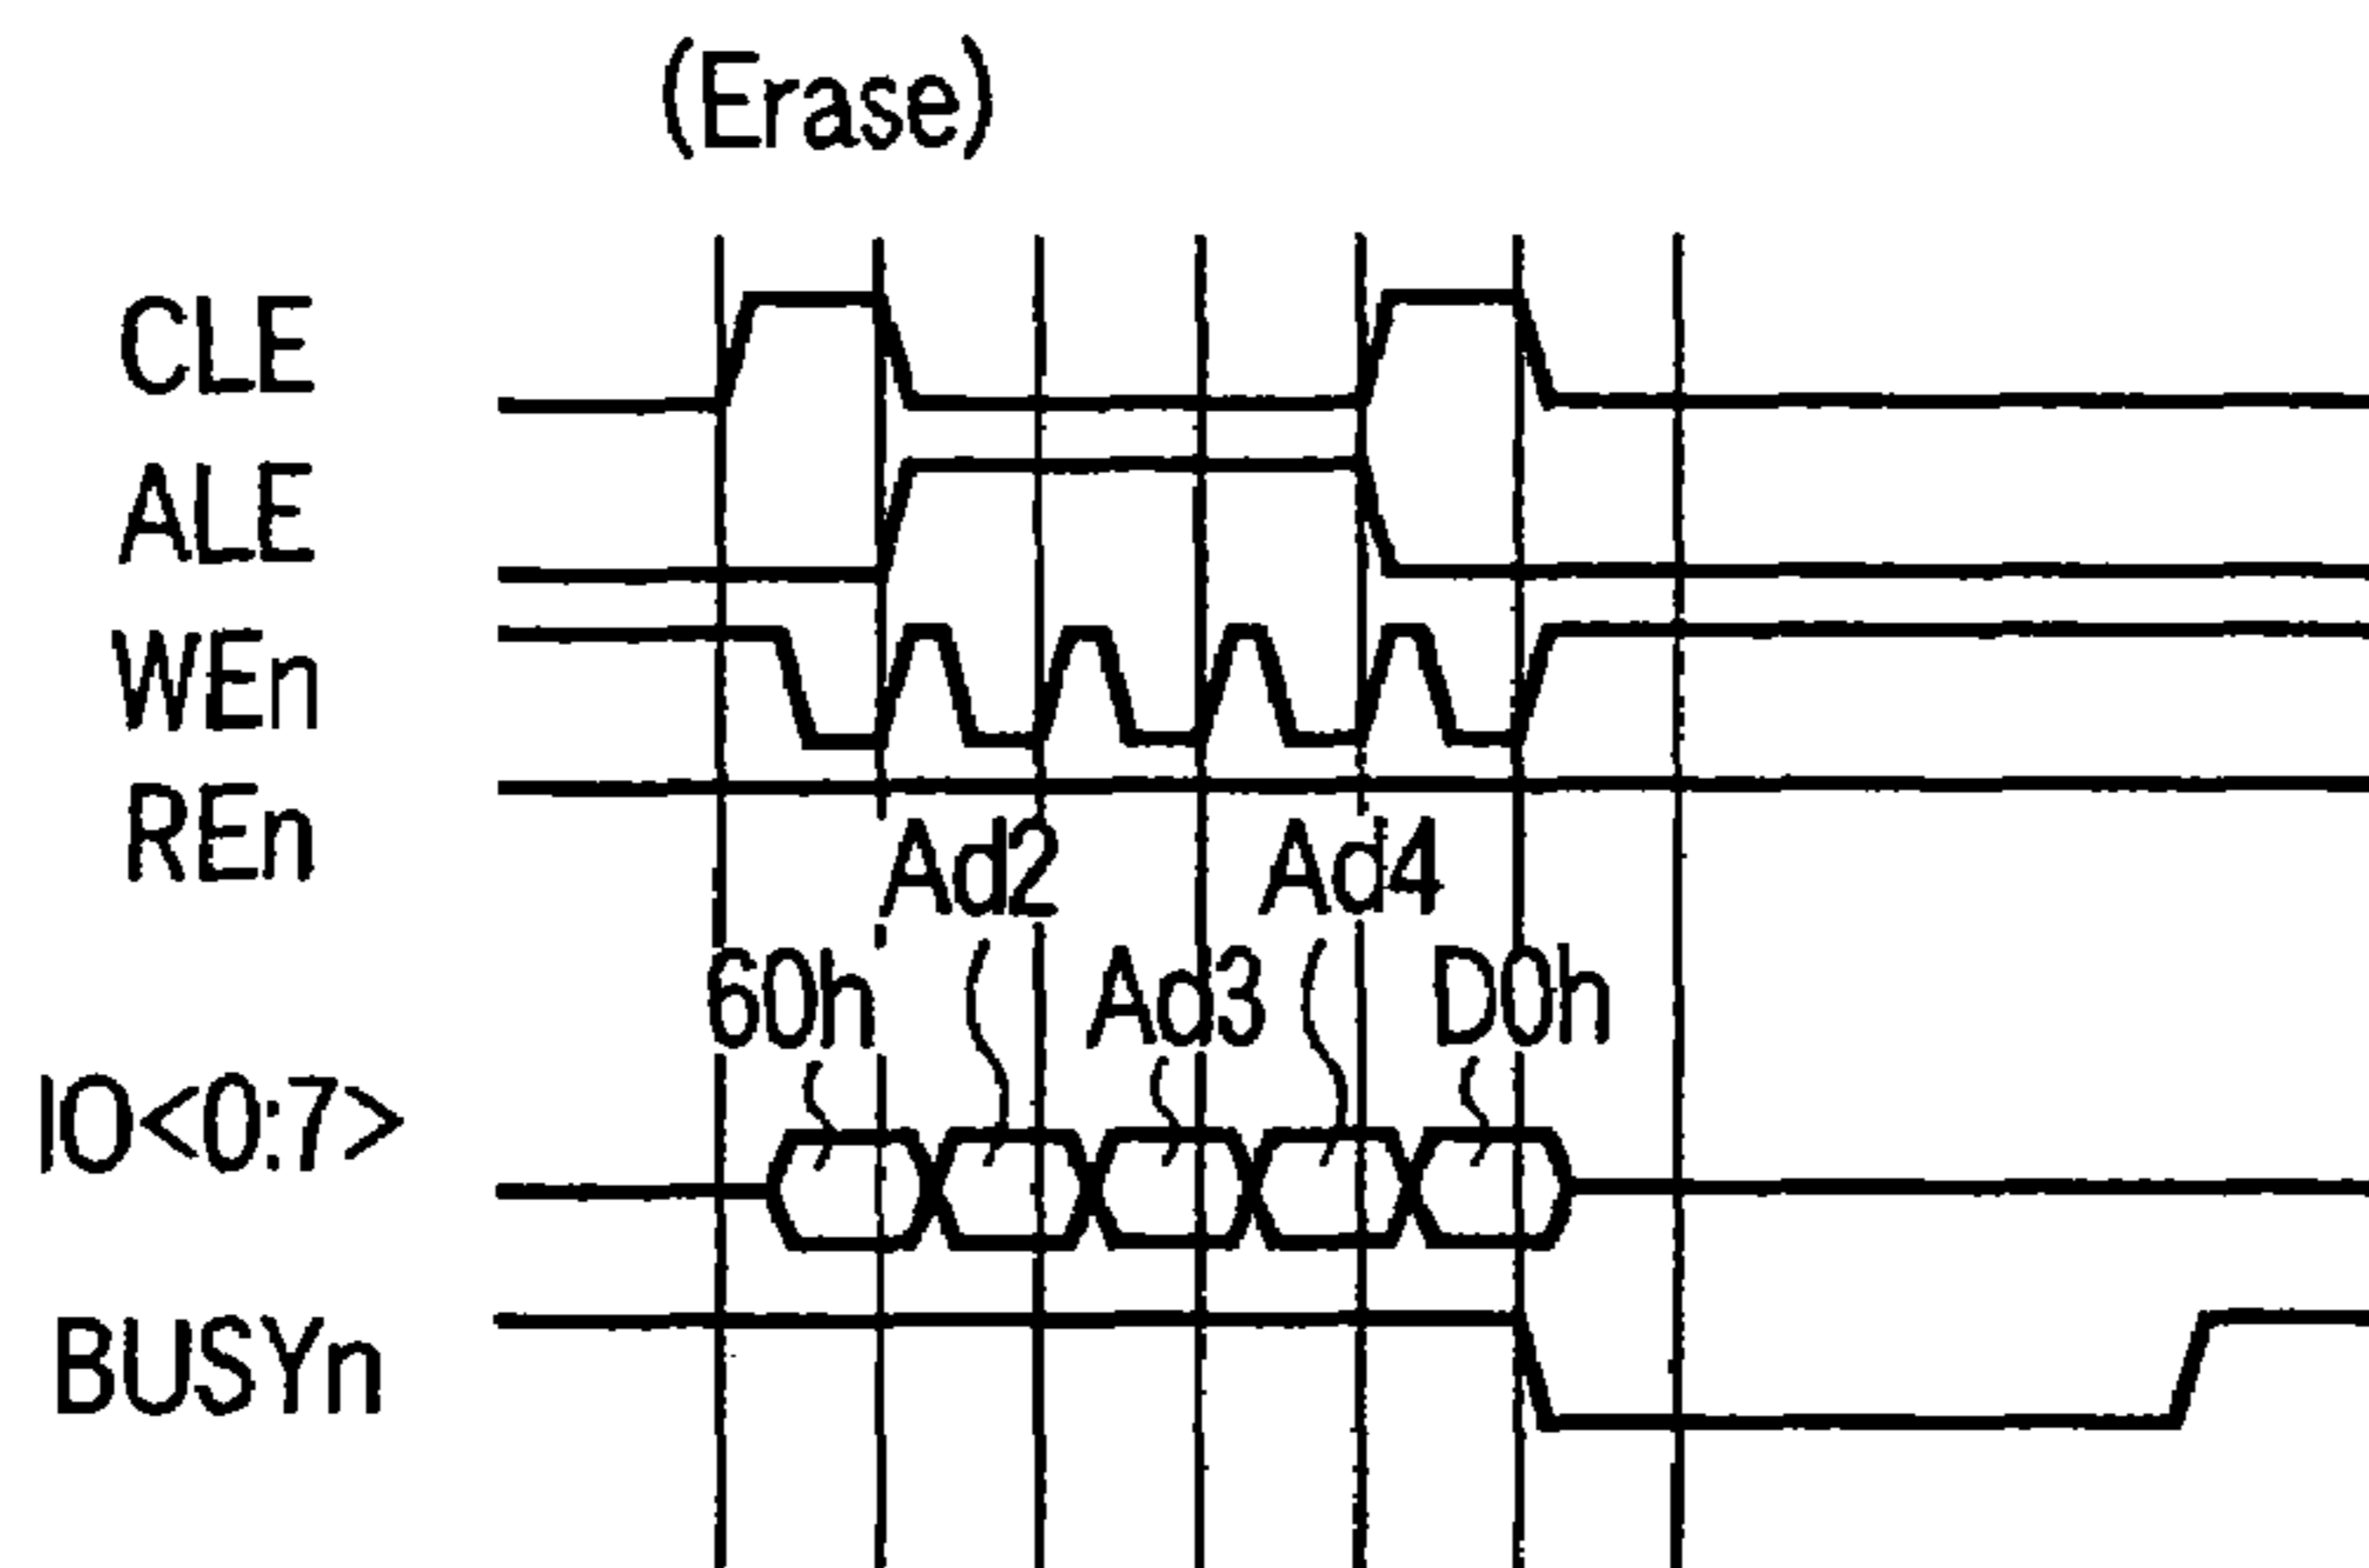 (Erase)
CLE
ALE
WEn
REn
Ad2 Ad4
60h Ad3 D0h
IO<0:7>
BUSYn